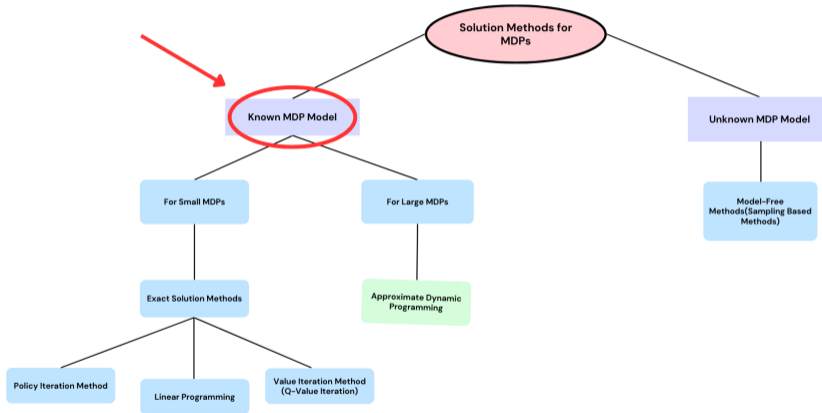 Solution Methods for
MDPs
Known MDP Model
Unknown MDP Model
For Small MDPs
For Large MDPs
Model-Free
Methods(Sampling Based
Methods)
Exact Solution Methods
Approximate Dynamic
Programming
Policy Iteration Method
Linear Programming
Value Iteration Method
(Q-Value Iteration)